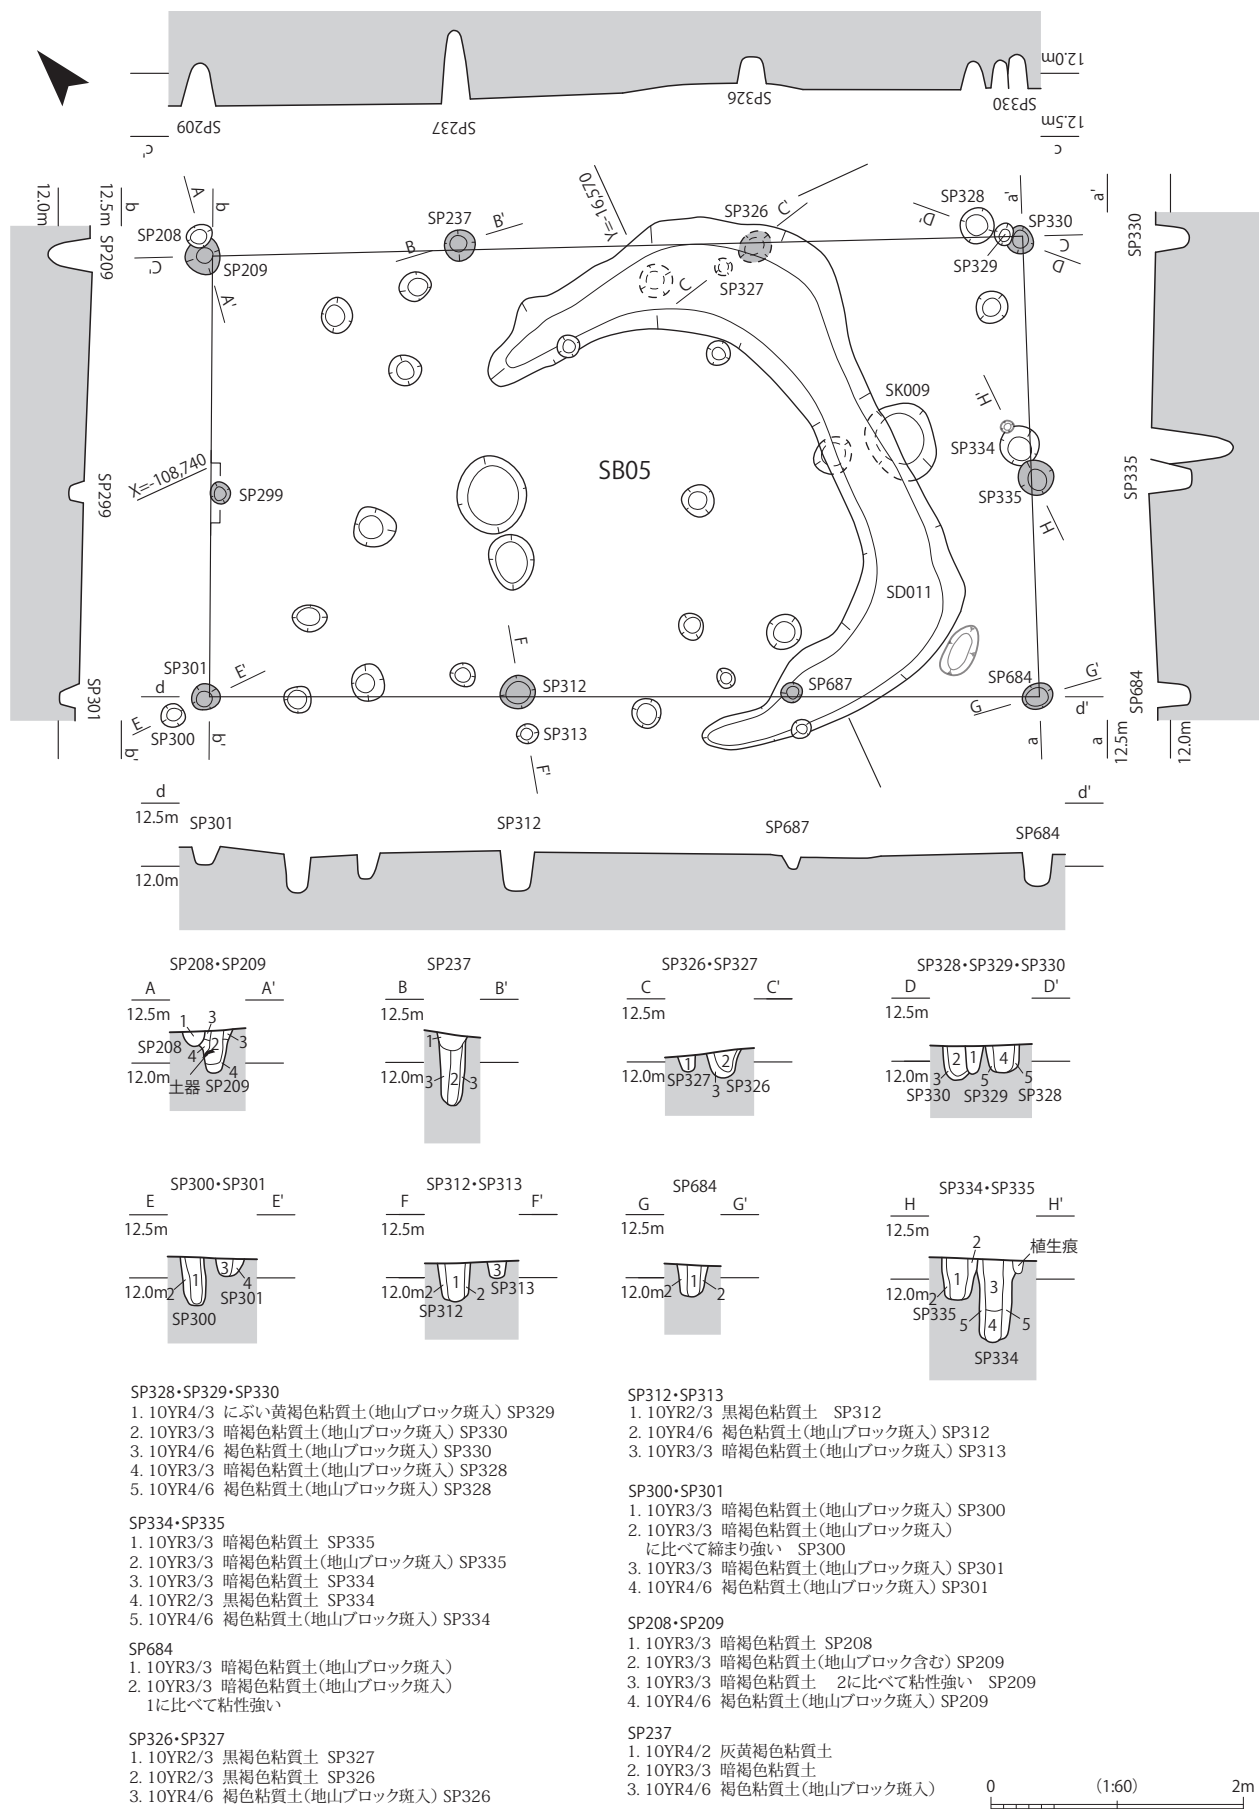 12.0m
SP209
SP237
SP326
SP330
12.5m
c'
c
12.0m
12.5m
b
SP209
A
b
SP208
C'
SP209
A'
SP237
B
B'
Y=-16,570
SP326
C'
C
SP327
SP328
D'
a'
SP330
C
SP329
D
a'
SP330
SP299
X=-108,740
SP299
SB05
SK009
H'
SP334
SP335
H
SP335
SD011
SP301
E'
d
SP301
E
SP300
b'
b'
F
SP312
SP313
F'
SP687
SP684
G'
G
d'
a
a
SP684
12.5m
12.0m
d
12.5m
SP301
SP312
SP687
SP684
d'
12.0m
SP208・SP209
A
A'
12.5m
1
3
SP208
2
3
4
12.0m
4
土器 SP209
SP237
B
B'
12.5m
1
12.0m
3
2
3
SP326・SP327
C
C'
12.5m
12.0m
1
2
SP327
3
SP326
SP328・SP329・SP330
D
D'
12.5m
2
1
4
12.0m
3
5
5
SP330
SP329
SP328
SP300・SP301
E
E'
12.5m
1
3
12.0m
2
4
SP301
SP300
SP312・SP313
F
F'
12.5m
1
3
12.0m
2
2
SP313
SP312
SP684
G
G'
12.5m
12.0m
2
1
2
SP334・SP335
H
H'
12.5m
2
植生痕
1
3
12.0m
2
SP335
5
4
5
SP334
SP328・SP329・SP330
1. 10YR4/3 にぶい黄褐色粘質土(地山ブロック斑入) SP329
2. 10YR3/3 暗褐色粘質土(地山ブロック斑入) SP330
3. 10YR4/6 褐色粘質土(地山ブロック斑入) SP330
4. 10YR3/3 暗褐色粘質土(地山ブロック斑入) SP328
5. 10YR4/6 褐色粘質土(地山ブロック斑入) SP328
SP334・SP335
1. 10YR3/3 暗褐色粘質土 SP335
2. 10YR3/3 暗褐色粘質土(地山ブロック斑入) SP335
3. 10YR3/3 暗褐色粘質土 SP334
4. 10YR2/3 黒褐色粘質土 SP334
5. 10YR4/6 褐色粘質土(地山ブロック斑入) SP334
SP684
1. 10YR3/3 暗褐色粘質土(地山ブロック斑入)
2. 10YR3/3 暗褐色粘質土(地山ブロック斑入)
1に比べて粘性強い
SP326・SP327
1. 10YR2/3 黒褐色粘質土 SP327
2. 10YR2/3 黒褐色粘質土 SP326
3. 10YR4/6 褐色粘質土(地山ブロック斑入) SP326
SP312・SP313
1. 10YR2/3 黒褐色粘質土 SP312
2. 10YR4/6 褐色粘質土(地山ブロック斑入) SP312
3. 10YR3/3 暗褐色粘質土(地山ブロック斑入) SP313
SP300・SP301
1. 10YR3/3 暗褐色粘質土(地山ブロック斑入) SP300
2. 10YR3/3 暗褐色粘質土(地山ブロック斑入)
に比べて締まり強い SP300
3. 10YR3/3 暗褐色粘質土(地山ブロック斑入) SP301
4. 10YR4/6 褐色粘質土(地山ブロック斑入) SP301
SP208・SP209
1. 10YR3/3 暗褐色粘質土 SP208
2. 10YR3/3 暗褐色粘質土(地山ブロック含む) SP209
3. 10YR3/3 暗褐色粘質土 2に比べて粘性強い SP209
4. 10YR4/6 褐色粘質土(地山ブロック斑入) SP209
SP237
1. 10YR4/2 灰黄褐色粘質土
2. 10YR3/3 暗褐色粘質土
3. 10YR4/6 褐色粘質土(地山ブロック斑入)
0 (1:60) 2m